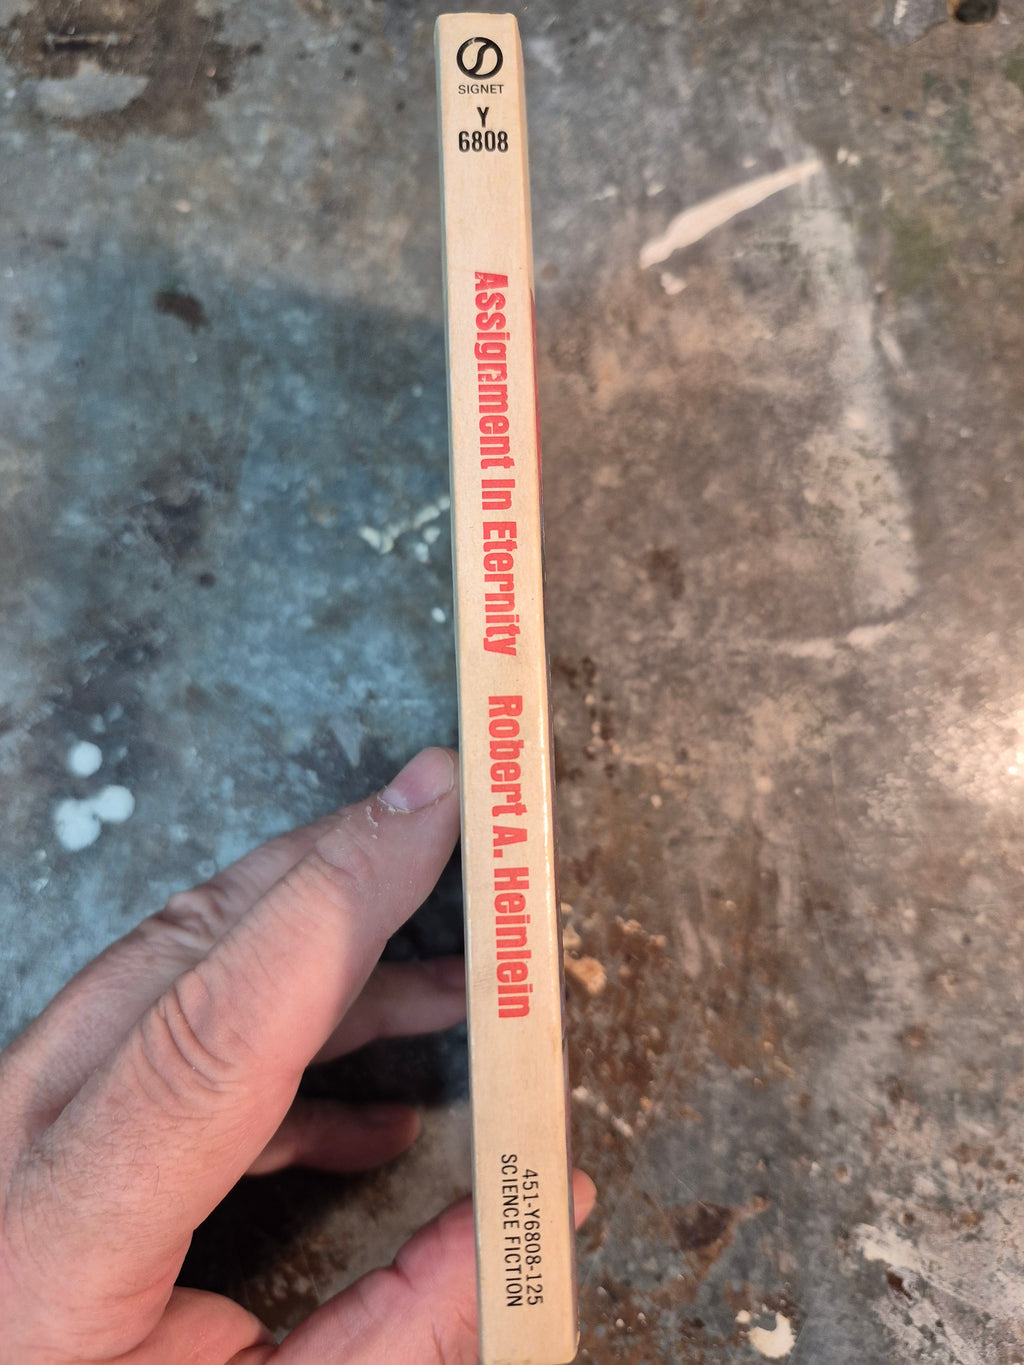 SIGNET
Y
6808
Assignment In Eternity Robert A. Heinlein
451-Y6808-125
SCIENCE FICTION